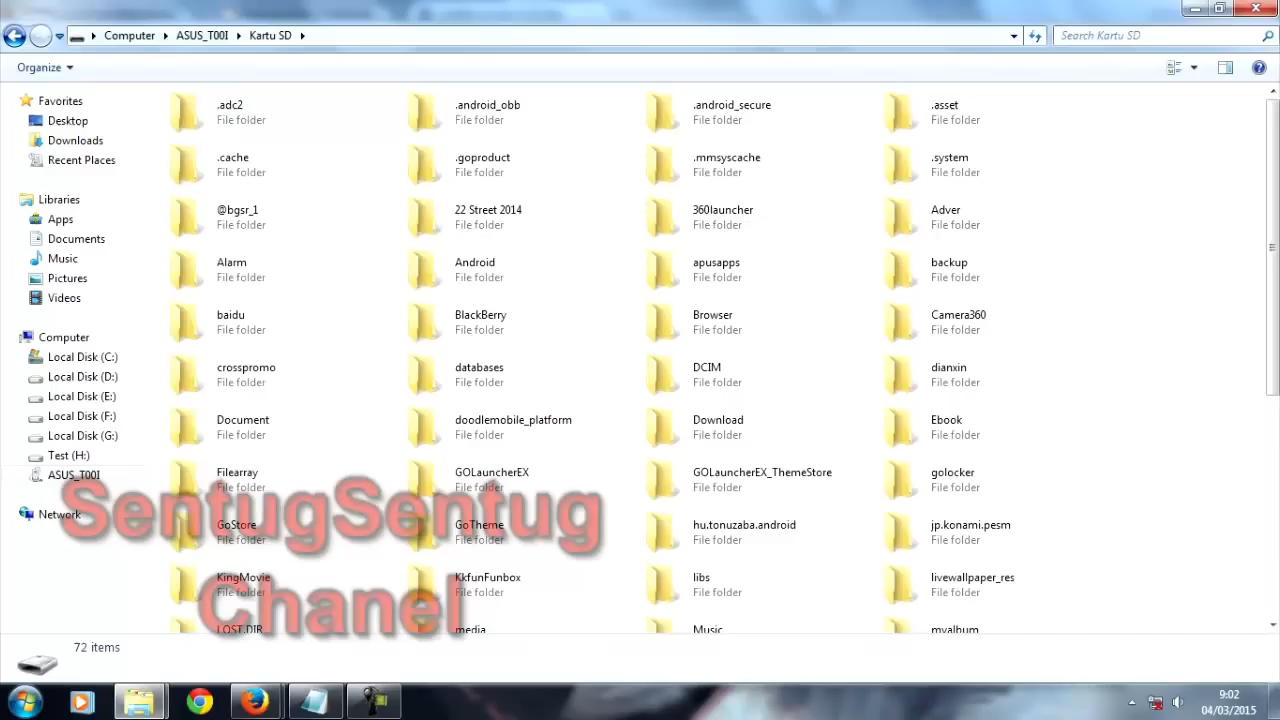 Computer
ASUS_T00I
Kartu SD
Search Kartu SD
Organize
Favorites
Desktop
Downloads
Recent Places
Libraries
Apps
Documents
Music
Pictures
Videos
Computer
Local Disk (C:)
Local Disk (D:)
Local Disk (E:)
Local Disk (F:)
Local Disk (G:)
Test (H:)
ASUS_T00I
Network
.adc2
File folder
.android_obb
File folder
.android_secure
File folder
.asset
File folder
.cache
File folder
.goproduct
File folder
.mmsyscache
File folder
.system
File folder
@bgsr_1
File folder
22 Street 2014
File folder
360launcher
File folder
Adver
File folder
Alarm
File folder
Android
File folder
apusapps
File folder
backup
File folder
baidu
File folder
BlackBerry
File folder
Browser
File folder
Camera360
File folder
crosspromo
File folder
databases
File folder
DCIM
File folder
dianxin
File folder
Document
File folder
doodlemobile_platform
File folder
Download
File folder
Ebook
File folder
Filearray
File folder
GOLauncherEX
File folder
GOLauncherEX_ThemeStore
File folder
golocker
File folder
GoStore
File folder
GoTheme
File folder
hu.tonuzaba.android
File folder
jp.konami.pesm
File folder
KingMovie
File folder
KkfunFunbox
File folder
libs
File folder
livewallpaper_res
File folder
LOST.DIR
media
Music
myalbum
SentugSentug
Chanel
72 items
9:02
04/03/2015